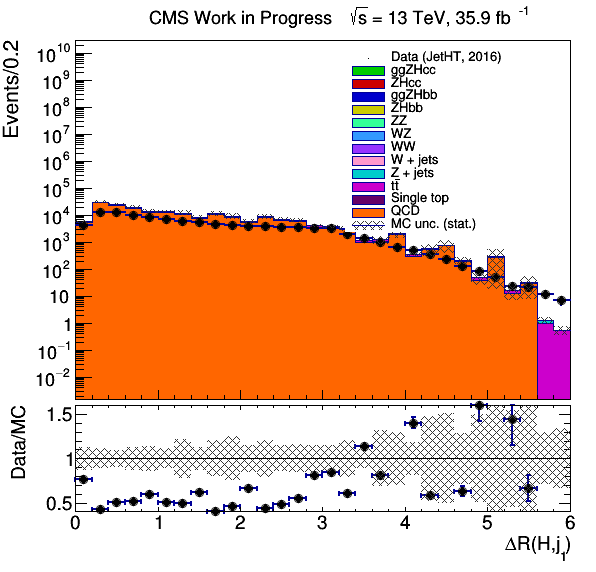 CMS Work in Progress √s = 13 TeV, 35.9 fb⁻¹
Events/0.2
10¹⁰
10⁹
10⁸
10⁷
10⁶
10⁵
10⁴
10³
10²
10
1
10⁻¹
10⁻²
Data (JetHT, 2016)
ggZHcc
ZHcc
ggZHbb
ZHbb
ZZ
WZ
WW
W + jets
Z + jets
tt̄
Single top
QCD
MC unc. (stat.)
Data/MC
1.5
1
0.5
0 1 2 3 4 5 6
ΔR(H,j₁)